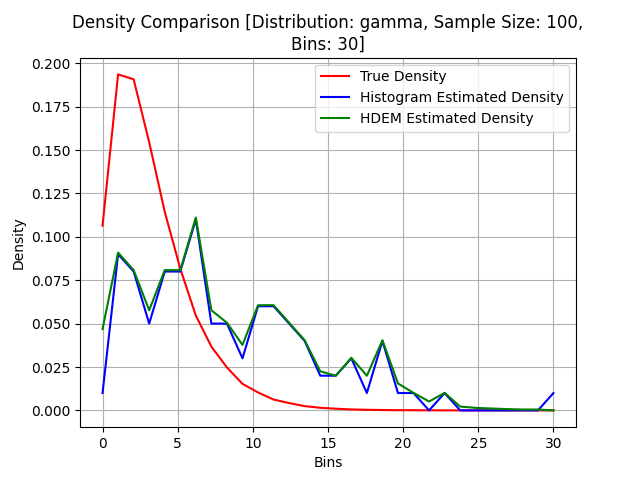 Density Comparison [Distribution: gamma, Sample Size: 100,
Bins: 30]
True Density
Histogram Estimated Density
HDEM Estimated Density
Density
0.200
0.175
0.150
0.125
0.100
0.075
0.050
0.025
0.000
0 5 10 15 20 25 30
Bins